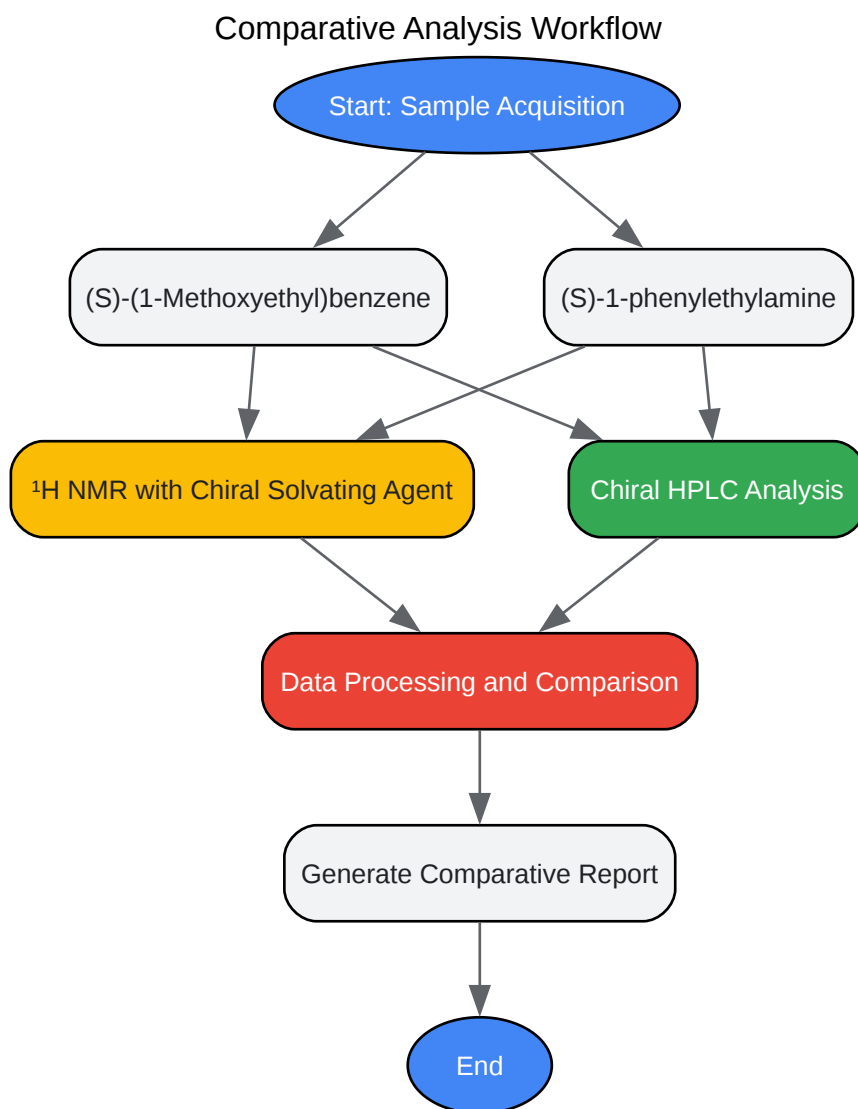 Comparative Analysis Workflow
Start: Sample Acquisition
(S)-(1-Methoxyethyl)benzene
(S)-1-phenylethylamine
¹H NMR with Chiral Solvating Agent
Chiral HPLC Analysis
Data Processing and Comparison
Generate Comparative Report
End